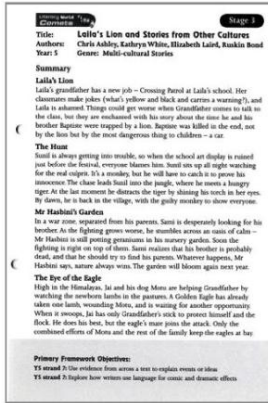 Literacy World
Comets
Stage 3
Title: Laila's Lion and Stories from Other Cultures
Authors: Chris Ashley, Kathryn White, Elizabeth Laird, Ruskin Bond
Year: 5 Genre: Multi-cultural Stories
Summary
Laila's Lion
Laila's grandfather has a new job – Crossing Patrol at Laila's school. Her
classmates make jokes (what's yellow and black and carries a warning?), and
Laila is ashamed. Things could get worse when Grandfather comes to talk to
the class, but they are enchanted with his story about the time he and his
brother Baptiste were trapped by a lion. Baptiste was killed in the end, not
by the lion but by the most dangerous thing to children – a car.
The Hunt
Sunil is always getting into trouble, so when the school art display is ruined
just before the festival, everyone blames him. Sunil sits up all night watching
for the real culprit. It's a monkey, but he will have to catch it to prove his
innocence. The chase leads Sunil into the jungle, where he meets a hungry
tiger. At the last moment he distracts the tiger by shining his torch in her eyes.
By dawn, he is back in the village, with the guilty monkey to show everyone.
Mr Hashini's Garden
In a war zone, separated from his parents. Sami is desperately looking for his
brother. As the fighting grows worse, he stumbles across an oasis of calm –
Mr Hashini is still potting geraniums in his nursery garden. Soon the
fighting is right on top of them. Sami realizes that his brother is probably
dead, and that he should try to find his parents. Whatever happens, Mr
Hashini says, nature always wins. The garden will bloom again next year.
The Eye of the Eagle
High in the Himalayas, Jai and his dog Motu are helping Grandfather by
watching the newborn lambs in the pastures. A Golden Eagle has already
taken one lamb, wounding Motu, and is waiting for another opportunity.
When it swoops, Jai has only Grandfather's stick to protect himself and the
flock. He does his best, but the eagle's mate joins the attack. Only the
combined efforts of Motu and the rest of the family keep the eagles at bay.
Primary Framework Objectives:
Y5 strand 7: Use evidence from across a text to explain events or ideas
Y5 strand 7: Explore how writers use language for comic and dramatic effects